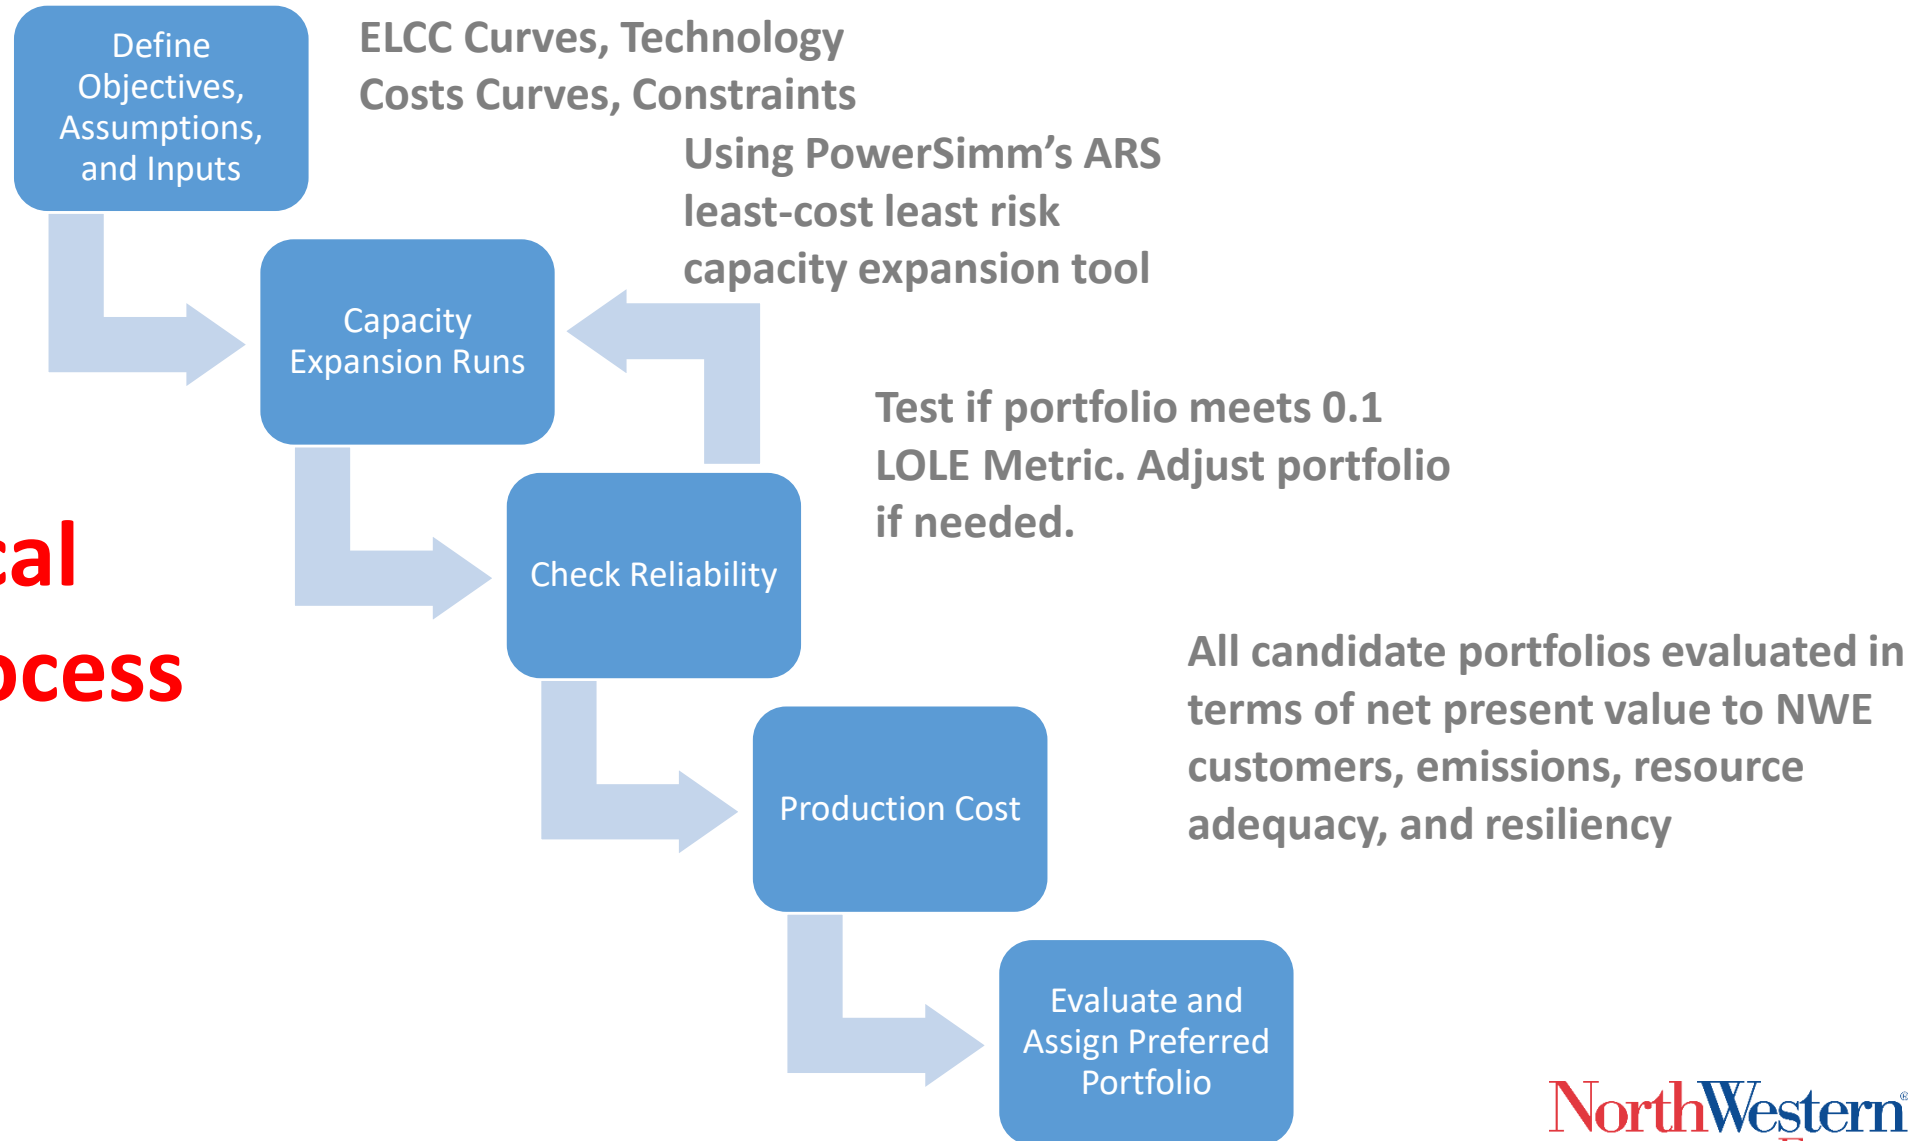 Define
Objectives,
Assumptions,
and Inputs
ELCC Curves, Technology
Costs Curves, Constraints
Using PowerSimm’s ARS
least-cost least risk
capacity expansion tool
Capacity
Expansion Runs
Test if portfolio meets 0.1
LOLE Metric. Adjust portfolio
if needed.
Check Reliability
cal
ocess
All candidate portfolios evaluated in
terms of net present value to NWE
customers, emissions, resource
adequacy, and resiliency
Production Cost
Evaluate and
Assign Preferred
Portfolio
NorthWestern®